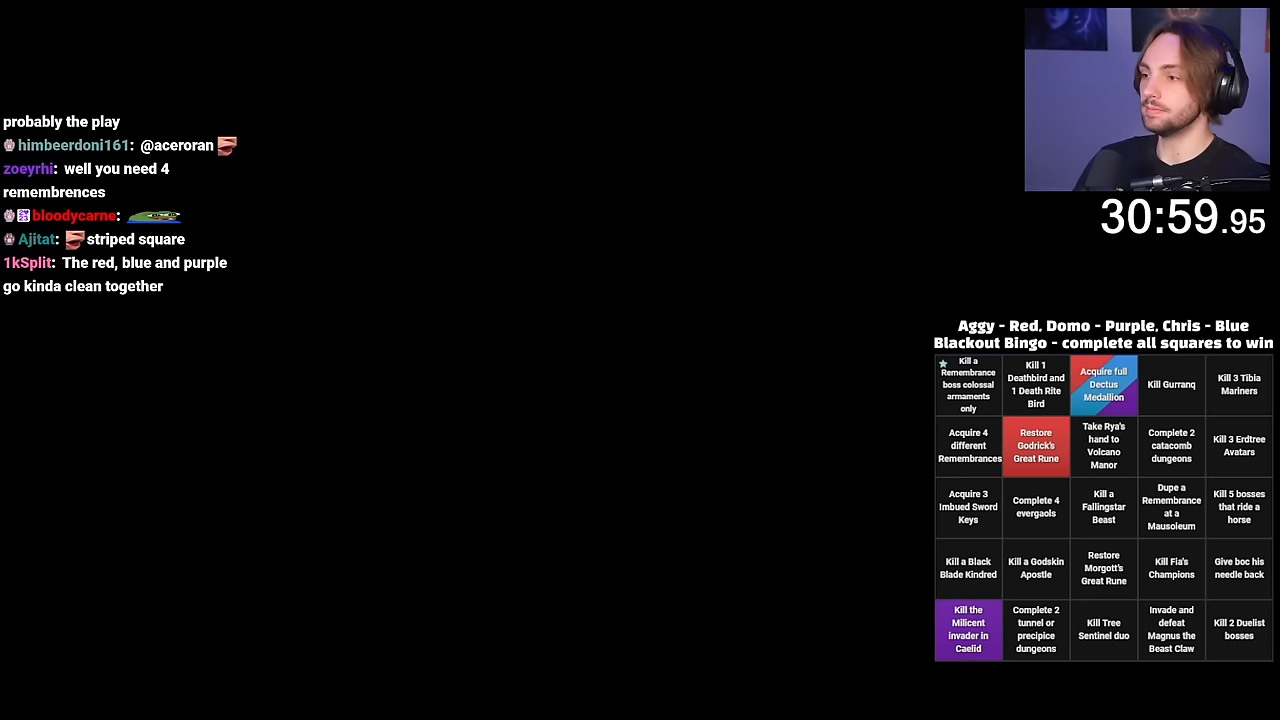 probably the play
himbeerdoni161: @aceroran
zoeyrhi: well you need 4
remembrences
bloodycarne:
Ajitat: striped square
1kSplit: The red, blue and purple
go kinda clean together
30:59.95
Aggy - Red, Domo - Purple, Chris - Blue
Blackout Bingo - complete all squares to win
Kill a
Remembrance
boss colossal
armaments
only
Kill 1
Deathbird and
1 Death Rite
Bird
Acquire full
Dectus
Medallion
Kill Gurranq
Kill 3 Tibia
Mariners
Acquire 4
different
Remembrances
Restore
Godrick's
Great Rune
Take Rya's
hand to
Volcano
Manor
Complete 2
catacomb
dungeons
Kill 3 Erdtree
Avatars
Acquire 3
Imbued Sword
Keys
Complete 4
evergaols
Kill a
Fallingstar
Beast
Dupe a
Remembrance
at a
Mausoleum
Kill 5 bosses
that ride a
horse
Kill a Black
Blade Kindred
Kill a Godskin
Apostle
Restore
Morgott's
Great Rune
Kill Fia's
Champions
Give boc his
needle back
Kill the
Milicent
invader in
Caelid
Complete 2
tunnel or
precipice
dungeons
Kill Tree
Sentinel duo
Invade and
defeat
Magnus the
Beast Claw
Kill 2 Duelist
bosses